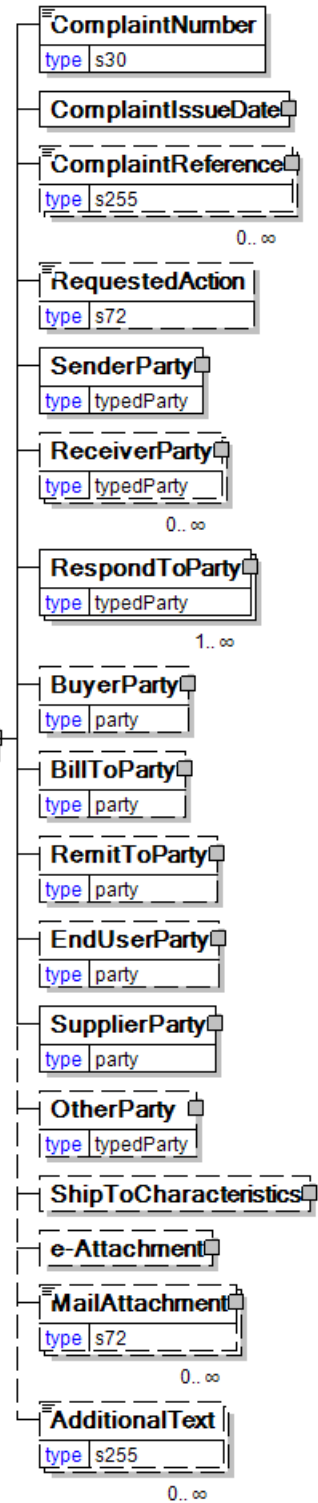 ComplaintNumber
type s30
ComplaintIssueDate
ComplaintReference
type s255
0.. ∞
RequestedAction
type s72
SenderParty
type typedParty
ReceiverParty
type typedParty
0.. ∞
RespondToParty
type typedParty
1.. ∞
BuyerParty
type party
BillToParty
type party
RemitToParty
type party
EndUserParty
type party
SupplierParty
type party
OtherParty
type typedParty
ShipToCharacteristics
e-Attachment
MailAttachment
type s72
0.. ∞
AdditionalText
type s255
0.. ∞